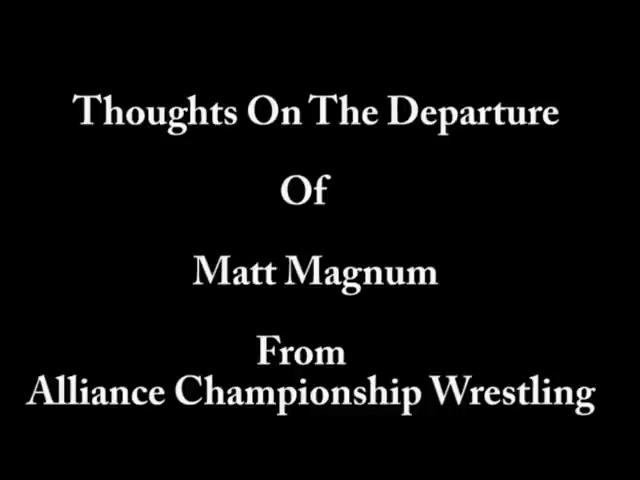 Thoughts On The Departure
Of
Matt Magnum
From
Alliance Championship Wrestling